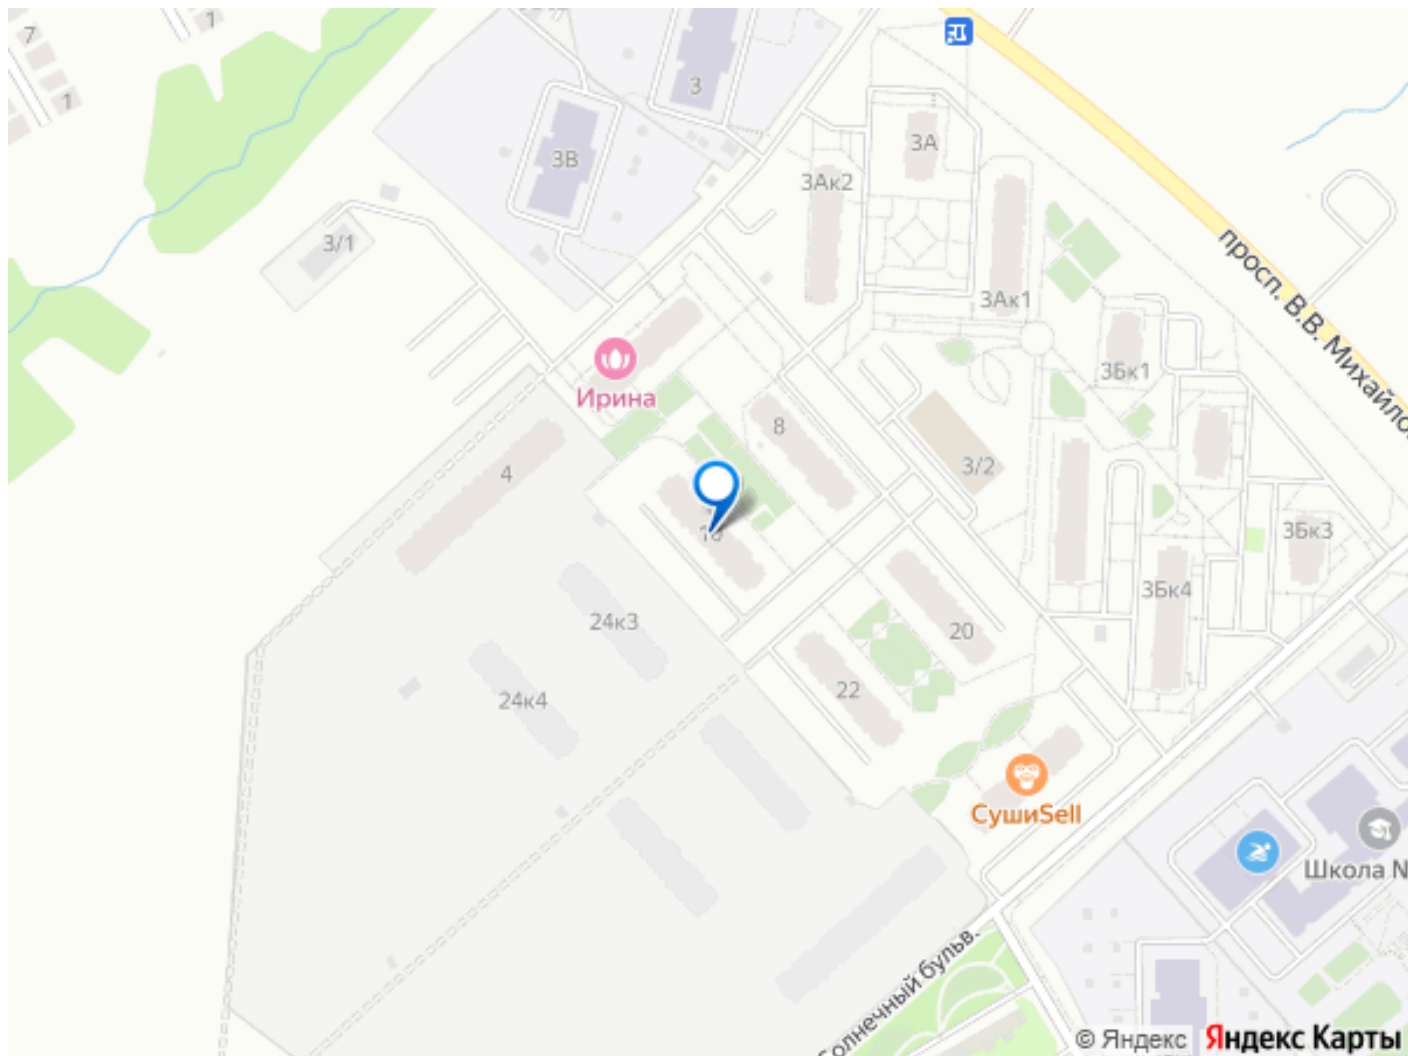 7
1
1
3
3В
3А
3Ак2
3/1
3Ак1
просп. В.В. Михайло
3Бк1
Ирина
8
4
3/2
3Бк3
3Бк4
24к3
20
22
24к4
СушиSell
Школа N
Солнечный бульв.
© Яндекс
Яндекс Карты